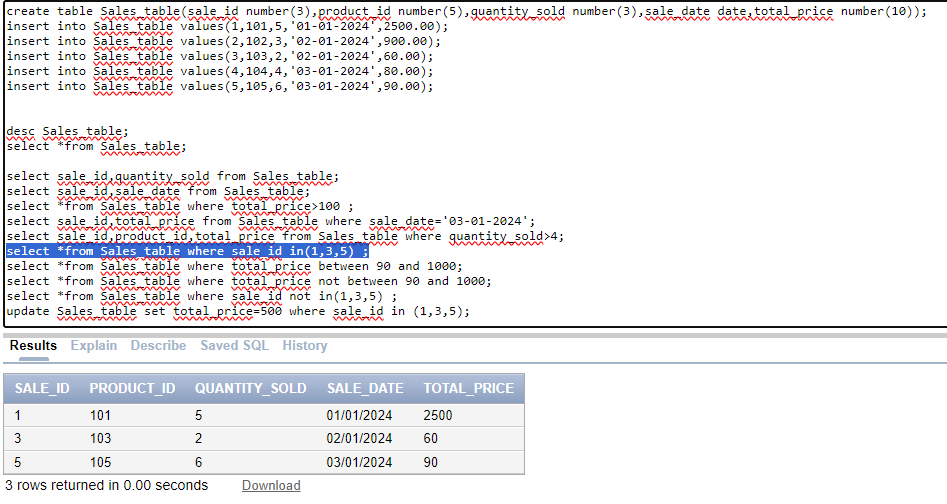 create table Sales_table(sale_id number(3),product_id number(5),quantity_sold number(3),sale_date date,total_price number(10));
insert into Sales_table values(1,101,5,'01-01-2024',2500.00);
insert into Sales_table values(2,102,3,'02-01-2024',900.00);
insert into Sales_table values(3,103,2,'02-01-2024',60.00);
insert into Sales_table values(4,104,4,'03-01-2024',80.00);
insert into Sales_table values(5,105,6,'03-01-2024',90.00);
desc Sales_table;
select *from Sales_table;
select sale_id,quantity_sold from Sales_table;
select sale_id,sale_date from Sales_table;
select *from Sales_table where total_price>100 ;
select sale_id,total_price from Sales_table where sale_date='03-01-2024';
select sale_id,product_id,total_price from Sales_table where quantity_sold>4;
select *from Sales_table where sale_id in(1,3,5) ;
select *from Sales_table where total_price between 90 and 1000;
select *from Sales_table where total_price not between 90 and 1000;
select *from Sales_table where sale_id not in(1,3,5) ;
update Sales_table set total_price=500 where sale_id in (1,3,5);
Results Explain Describe Saved SQL History
SALE_ID PRODUCT_ID QUANTITY_SOLD SALE_DATE TOTAL_PRICE
1 101 5 01/01/2024 2500
3 103 2 02/01/2024 60
5 105 6 03/01/2024 90
3 rows returned in 0.00 seconds Download